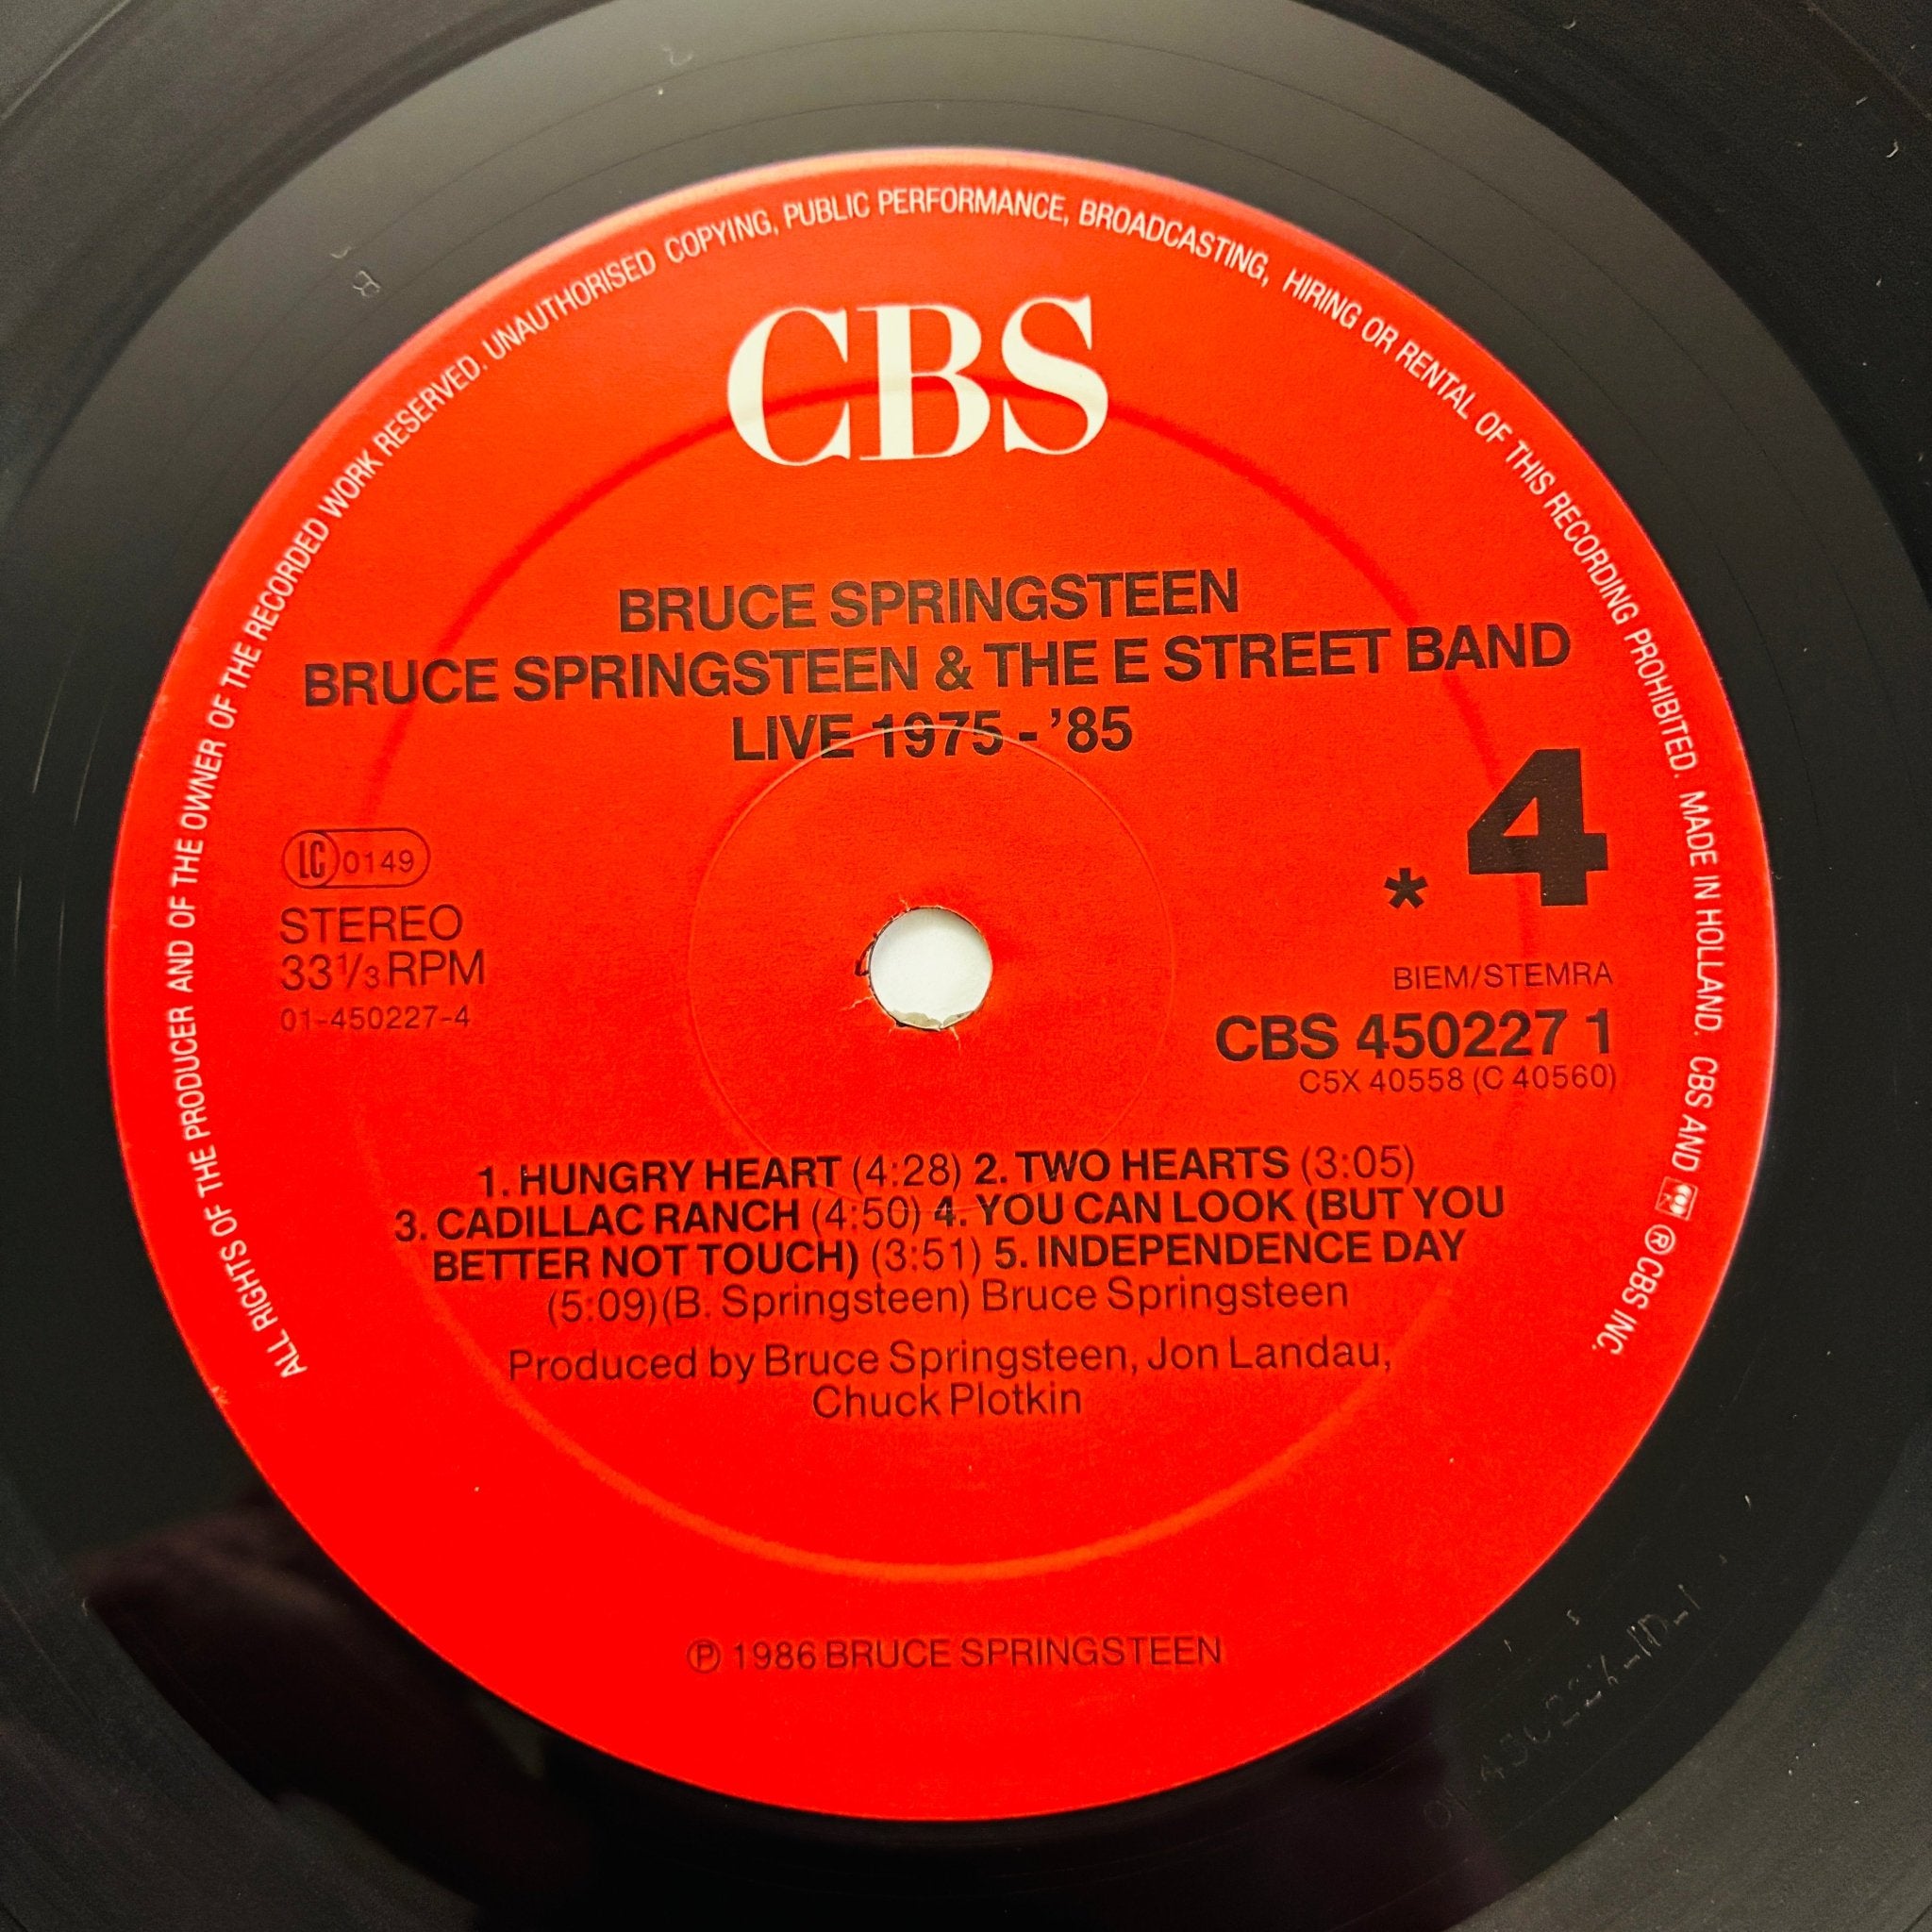 ALL RIGHTS OF THE PRODUCER AND OF THE OWNER OF THE RECORDED WORK RESERVED. UNAUTHORISED COPYING, PUBLIC PERFORMANCE, BROADCASTING, HIRING OR RENTAL OF THIS RECORDING PROHIBITED. MADE IN HOLLAND. CBS AND ® CBS INC.
CBS
BRUCE SPRINGSTEEN
BRUCE SPRINGSTEEN & THE E STREET BAND
LIVE 1975 - '85
* 4
LC 0149
STEREO
33 1/3 RPM
01-450227-4
BIEM/STEMRA
CBS 450227 1
C5X 40558 (C 40560)
1. HUNGRY HEART (4:28) 2. TWO HEARTS (3:05)
3. CADILLAC RANCH (4:50) 4. YOU CAN LOOK (BUT YOU
BETTER NOT TOUCH) (3:51) 5. INDEPENDENCE DAY
(5:09) (B. Springsteen) Bruce Springsteen
Produced by Bruce Springsteen, Jon Landau,
Chuck Plotkin
℗ 1986 BRUCE SPRINGSTEEN